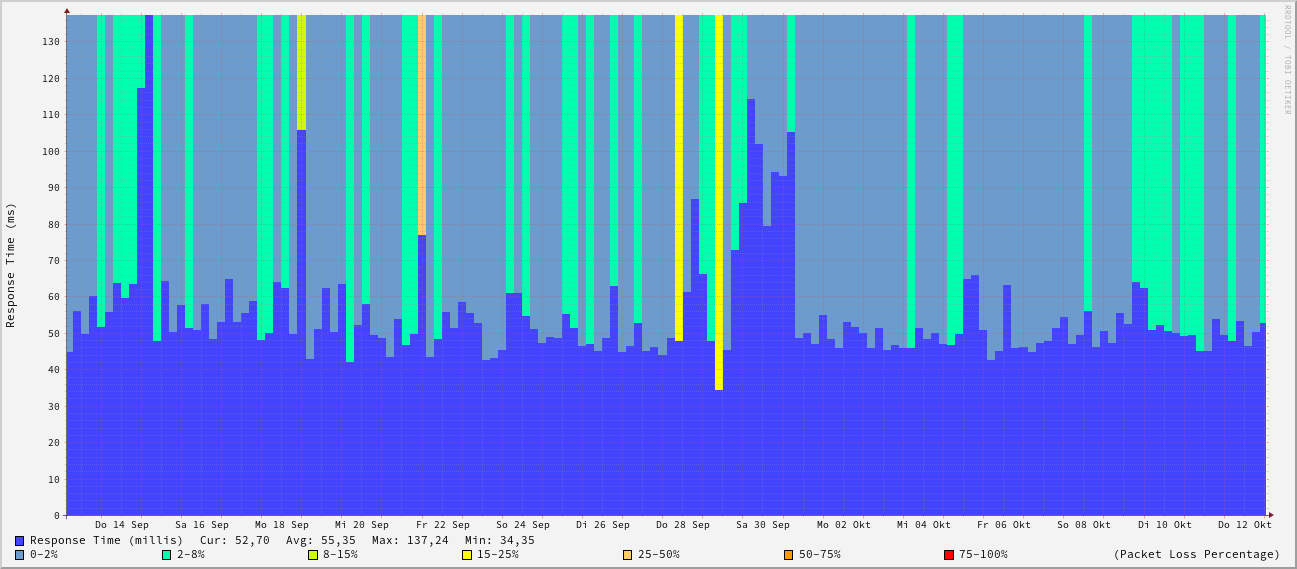 RRDTOOL / TOBI OETIKER
Response Time (ms)
130
120
110
100
90
80
70
60
50
40
30
20
10
0
Do 14 Sep Sa 16 Sep Mo 18 Sep Mi 20 Sep Fr 22 Sep So 24 Sep Di 26 Sep Do 28 Sep Sa 30 Sep Mo 02 Okt Mi 04 Okt Fr 06 Okt So 08 Okt Di 10 Okt Do 12 Okt
Response Time (millis) Cur: 52,70 Avg: 55,35 Max: 137,24 Min: 34,35
0-2% 2-8% 8-15% 15-25% 25-50% 50-75% 75-100% (Packet Loss Percentage)